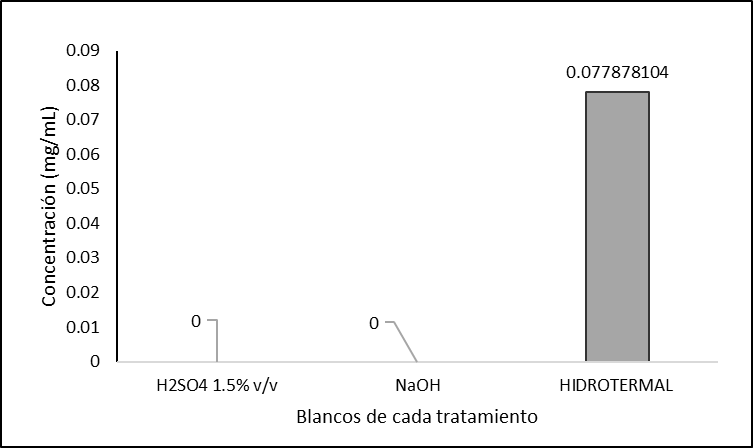 0.09
0.08
0.07
0.06
0.05
0.04
0.03
0.02
0.01
0
Concentración (mg/mL)
0
0
0.077878104
H2SO4 1.5% v/v
NaOH
HIDROTERMAL
Blancos de cada tratamiento